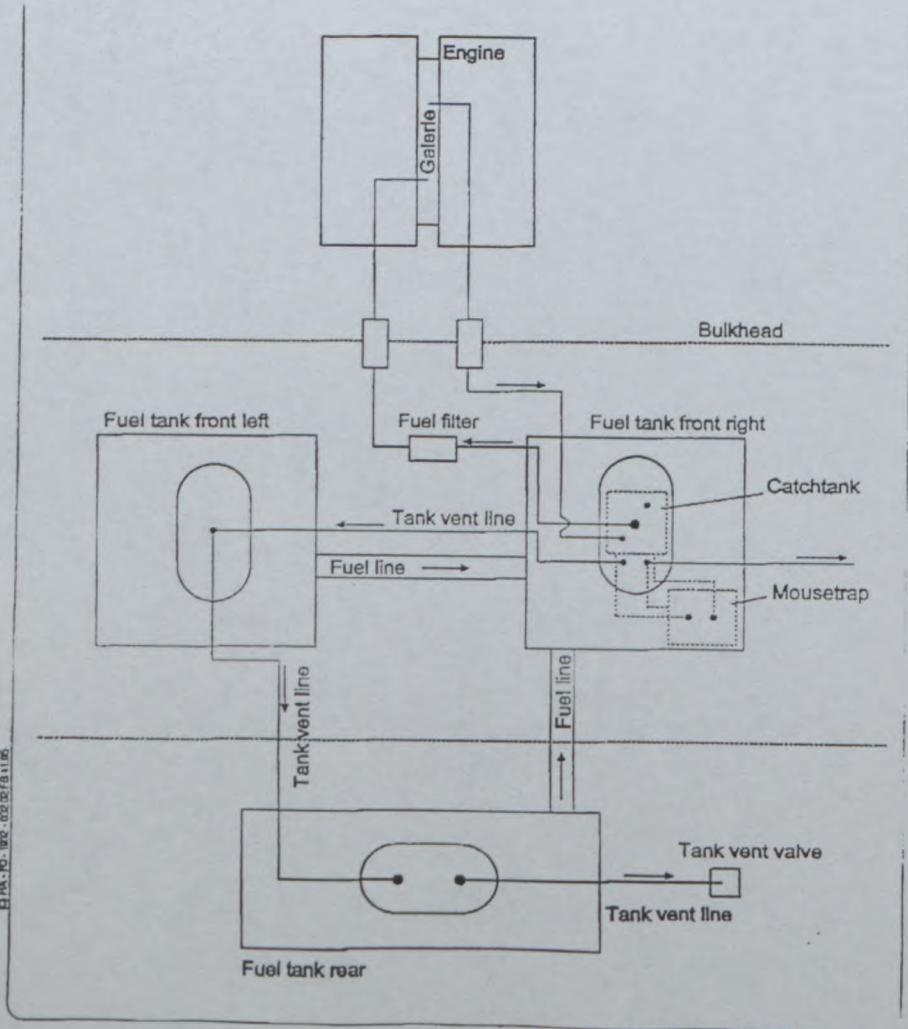 Engine
Galerie
Bulkhead
Fuel tank front left
Fuel filter
Fuel tank front right
Catchtank
Tank vent line
Fuel line
Mousetrap
Tank vent line
Fuel line
Tank vent valve
Tank vent line
Fuel tank rear